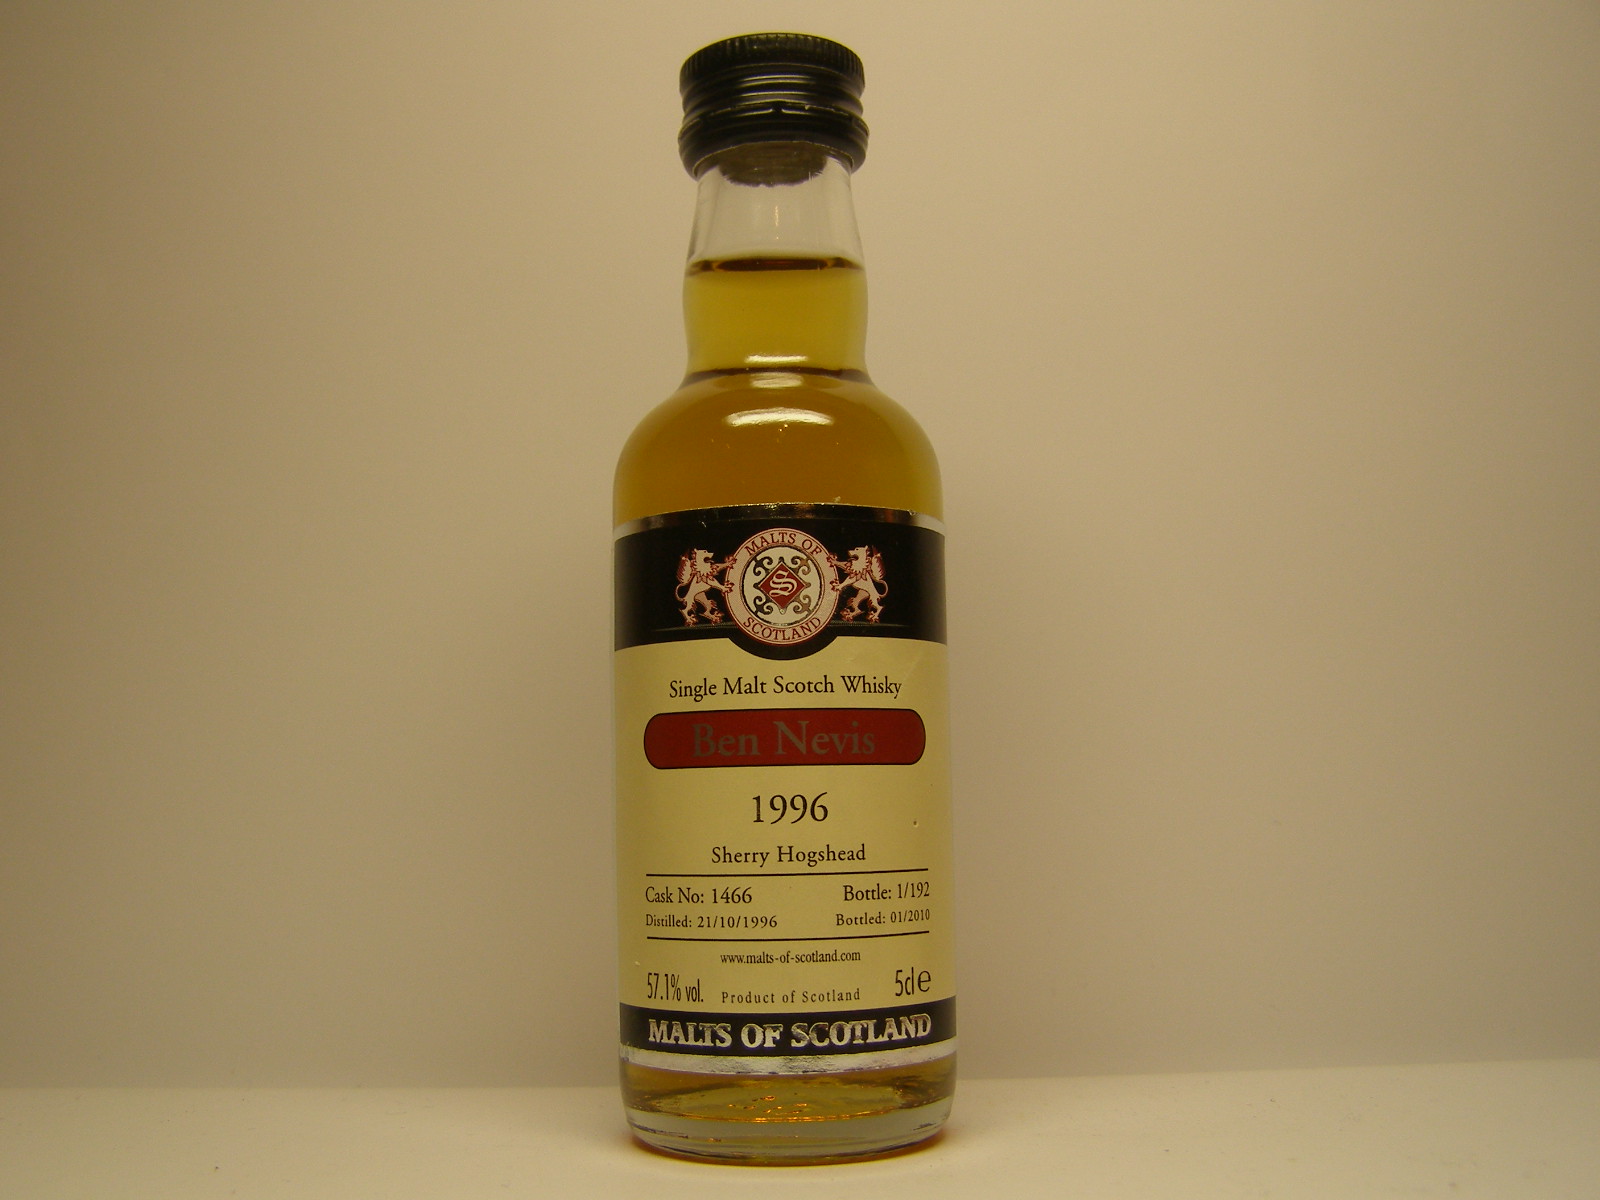 MALTS OF
S
SCOTLAND
Single Malt Scotch Whisky
Ben Nevis
1996
Sherry Hogshead
Cask No: 1466 Bottle: 1/192
Distilled: 21/10/1996 Bottled: 01/2010
www.malts-of-scotland.com
57.1% vol. Product of Scotland 5cl e
MALTS OF SCOTLAND